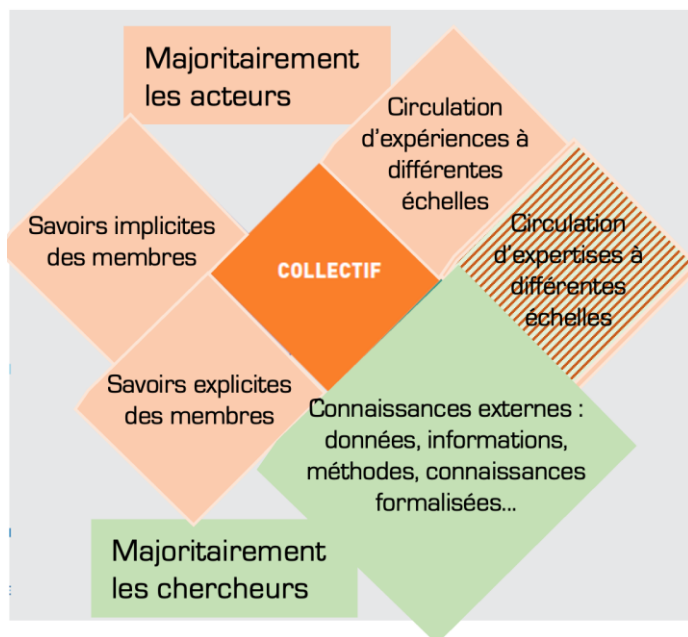 Majoritairement
les acteurs
Circulation
d'expériences à
différentes
échelles
Savoirs implicites
des membres
COLLECTIF
Circulation
d'expertises à
différentes
échelles
Savoirs explicites
des membres
Connaissances externes :
données, informations,
méthodes, connaissances
formalisées...
Majoritairement
les chercheurs